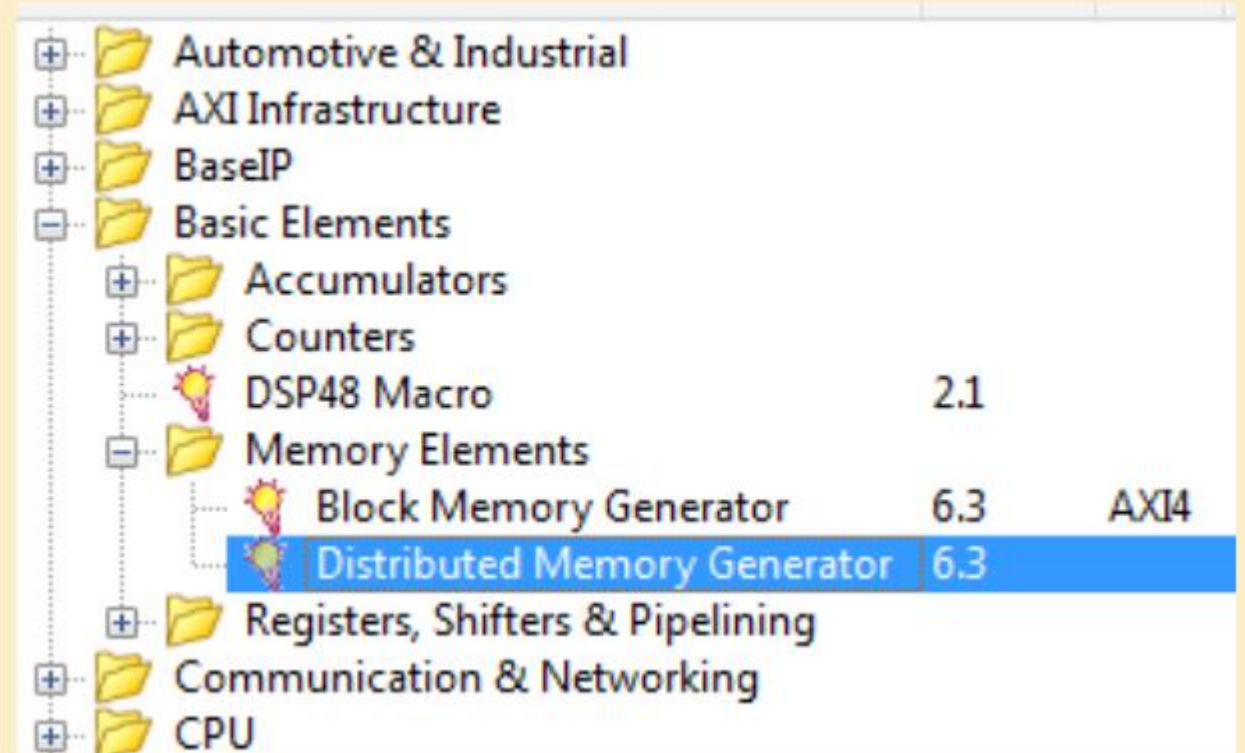 Automotive & Industrial
AXI Infrastructure
BaseIP
Basic Elements
Accumulators
Counters
DSP48 Macro 2.1
Memory Elements
Block Memory Generator 6.3 AXI4
Distributed Memory Generator 6.3
Registers, Shifters & Pipelining
Communication & Networking
CPU